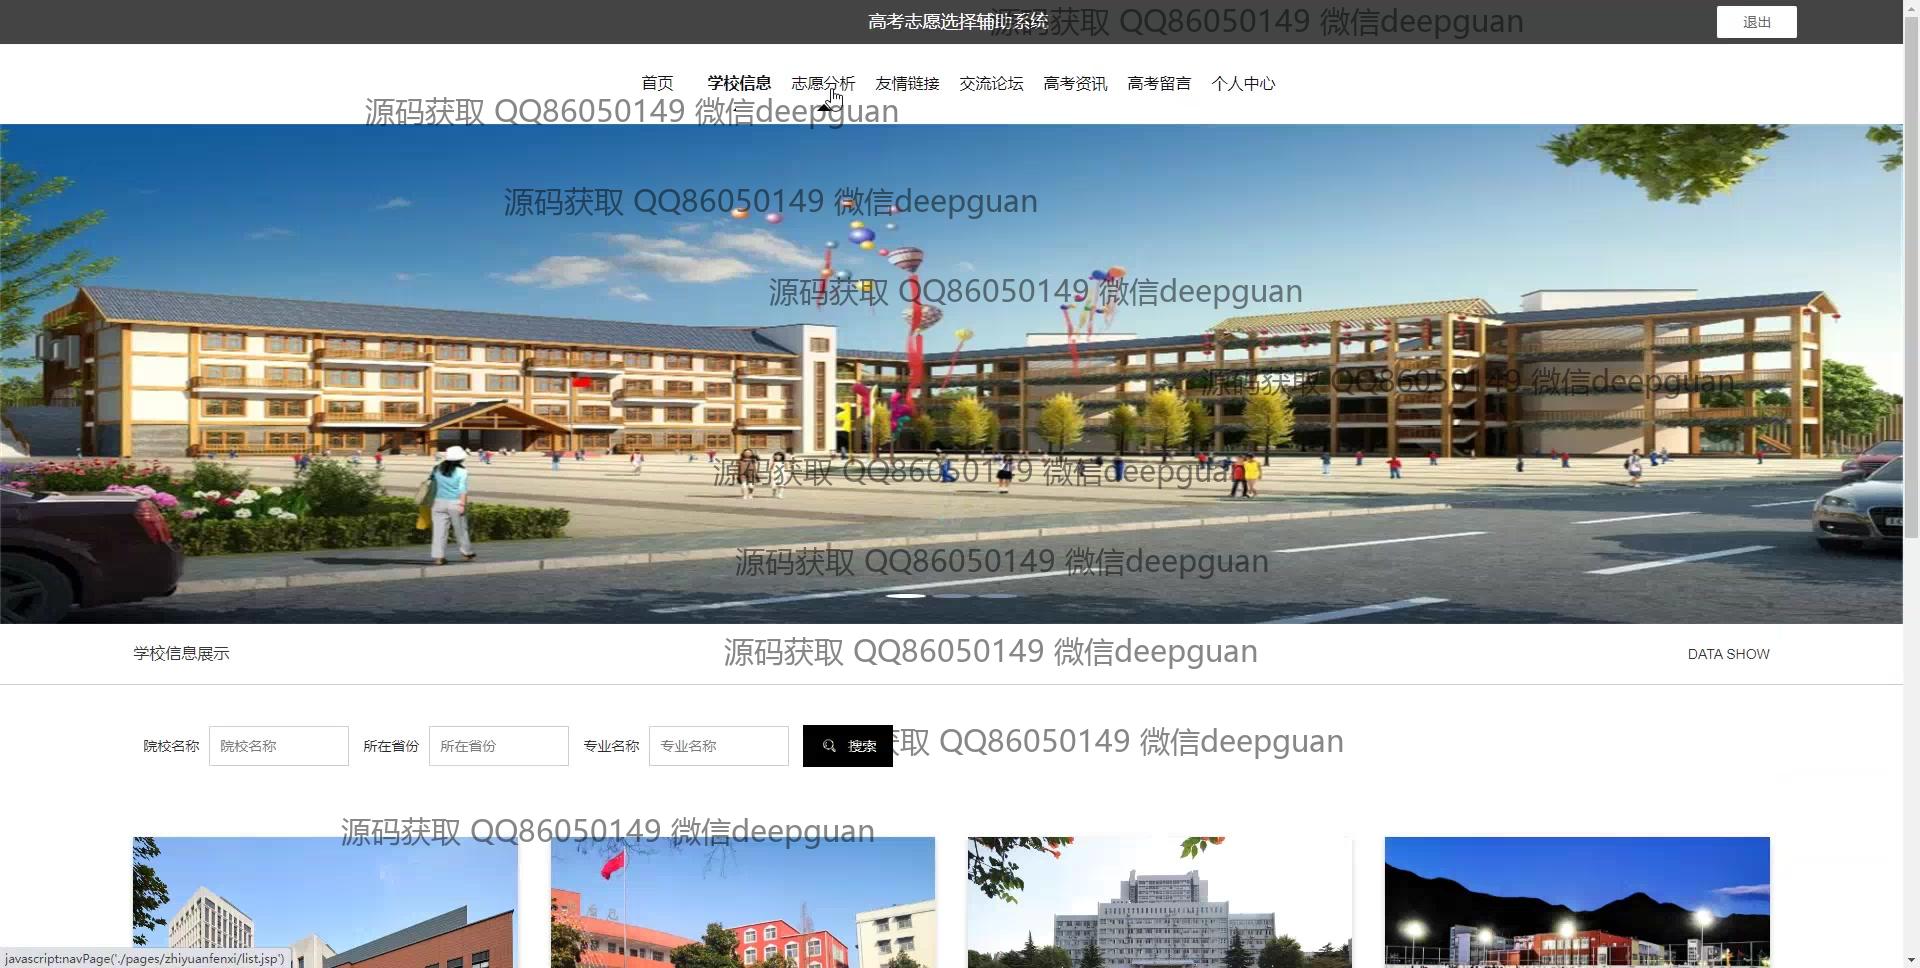 高考志愿选择辅助系统
源码获取 QQ86050149 微信deepguan
退出
首页 学校信息 志愿分析 友情链接 交流论坛 高考资讯 高考留言 个人中心
源码获取 QQ86050149 微信deepguan
源码获取 QQ86050149 微信deepguan
源码获取 QQ86050149 微信deepguan
源码获取 QQ86050149 微信deepguan
源码获取 QQ86050149 微信deepguan
源码获取 QQ86050149 微信deepguan
学校信息展示
源码获取 QQ86050149 微信deepguan
DATA SHOW
院校名称 院校名称 所在省份 所在省份 专业名称 专业名称 搜索
获取 QQ86050149 微信deepguan
源码获取 QQ86050149 微信deepguan
javascript:navPage('./pages/zhiyuanfenxi/list.jsp')